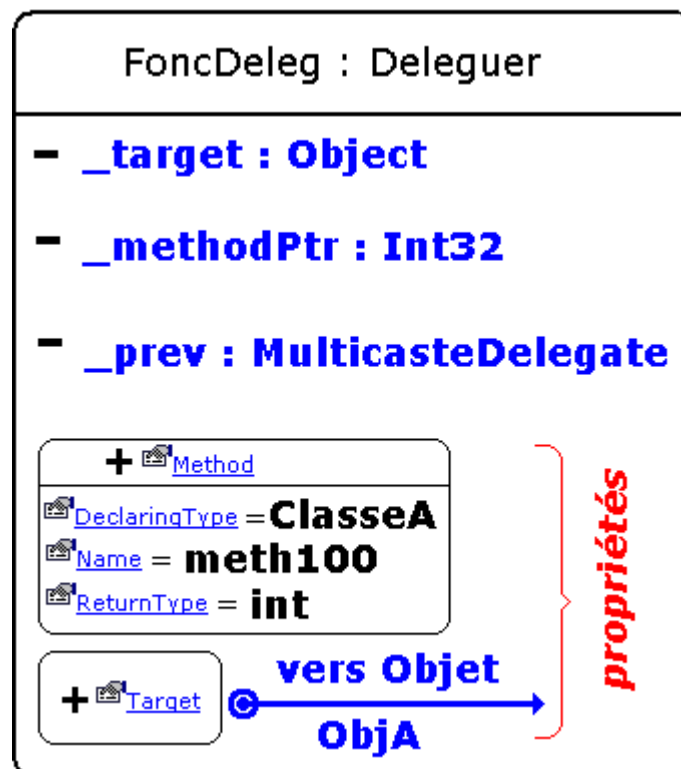 FoncDeleg : Deleguer
- _target : Object
- _methodPtr : Int32
- _prev : MulticasteDelegate
+ Method
DeclaringType = ClasseA
Name = meth100
ReturnType = int
propriétés
+ Target
vers Objet
ObjA